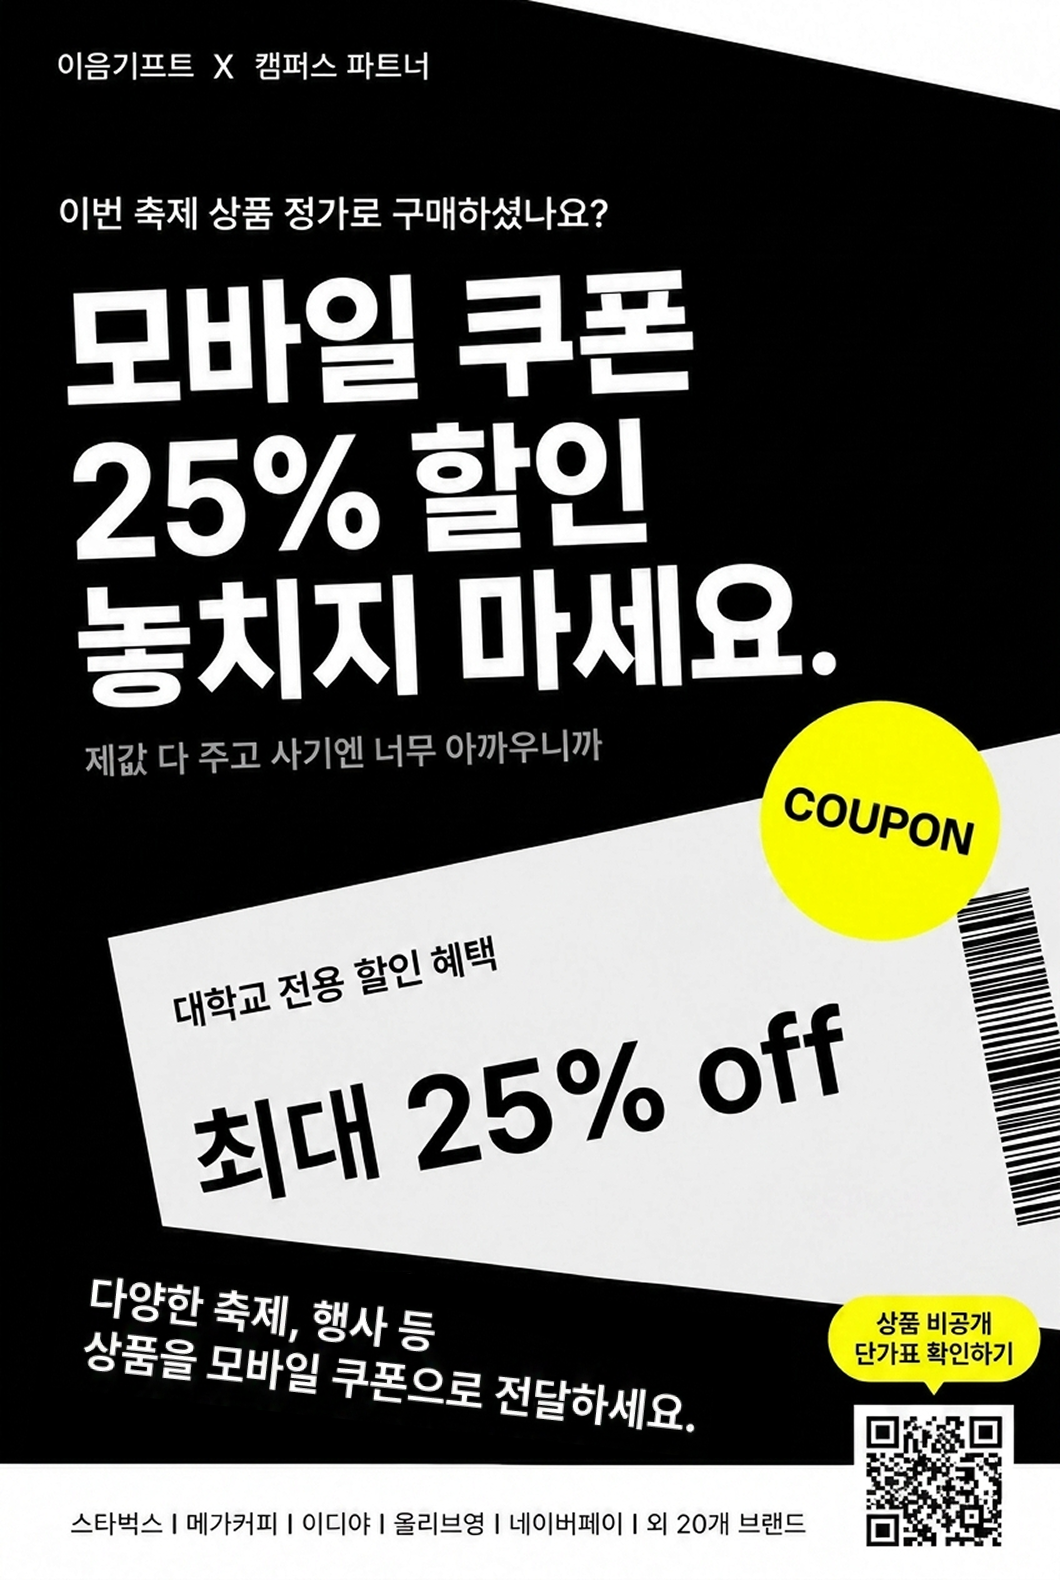 이음기프트 X 캠퍼스 파트너
이번 축제 상품 정가로 구매하셨나요?
모바일 쿠폰
25% 할인
놓치지 마세요.
제값 다 주고 사기엔 너무 아까우니까
COUPON
대학교 전용 할인 혜택
최대 25% off
다양한 축제, 행사 등
상품을 모바일 쿠폰으로 전달하세요.
상품 비공개
단가표 확인하기
스타벅스 | 메가커피 | 이디야 | 올리브영 | 네이버페이 | 외 20개 브랜드